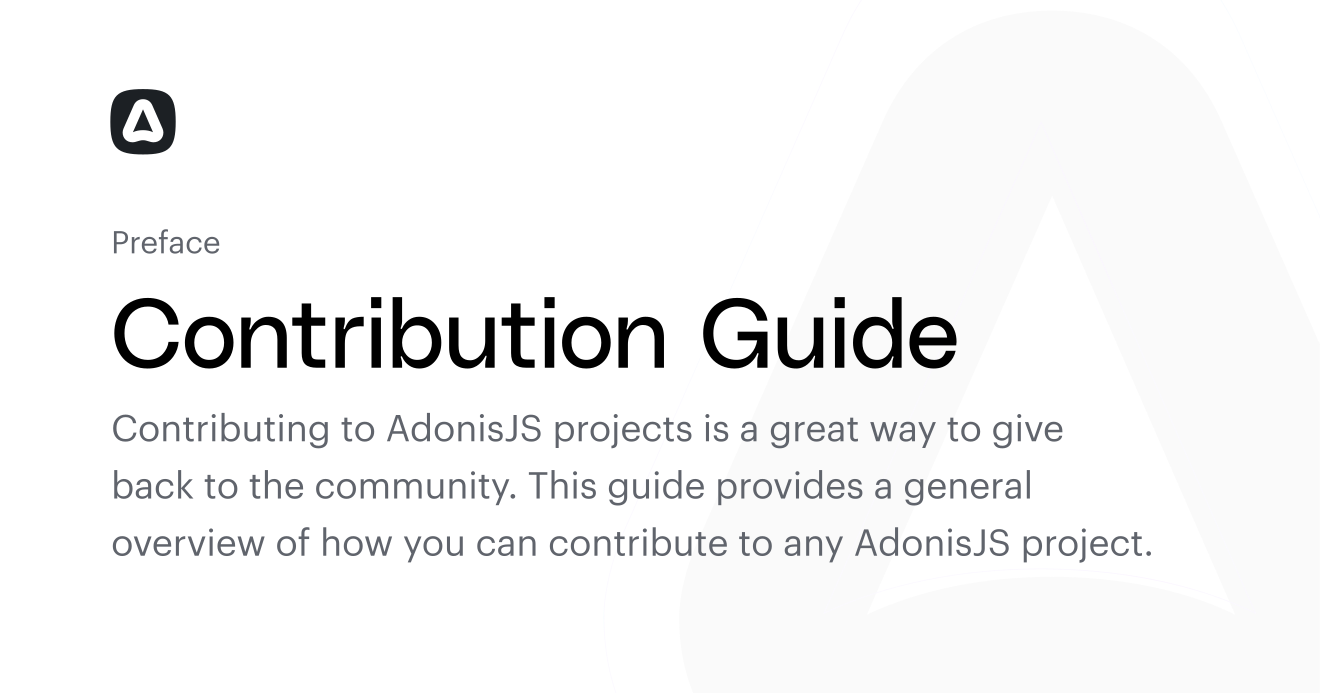 Preface
Contribution Guide
Contributing to AdonisJS projects is a great way to give
back to the community. This guide provides a general
overview of how you can contribute to any AdonisJS project.